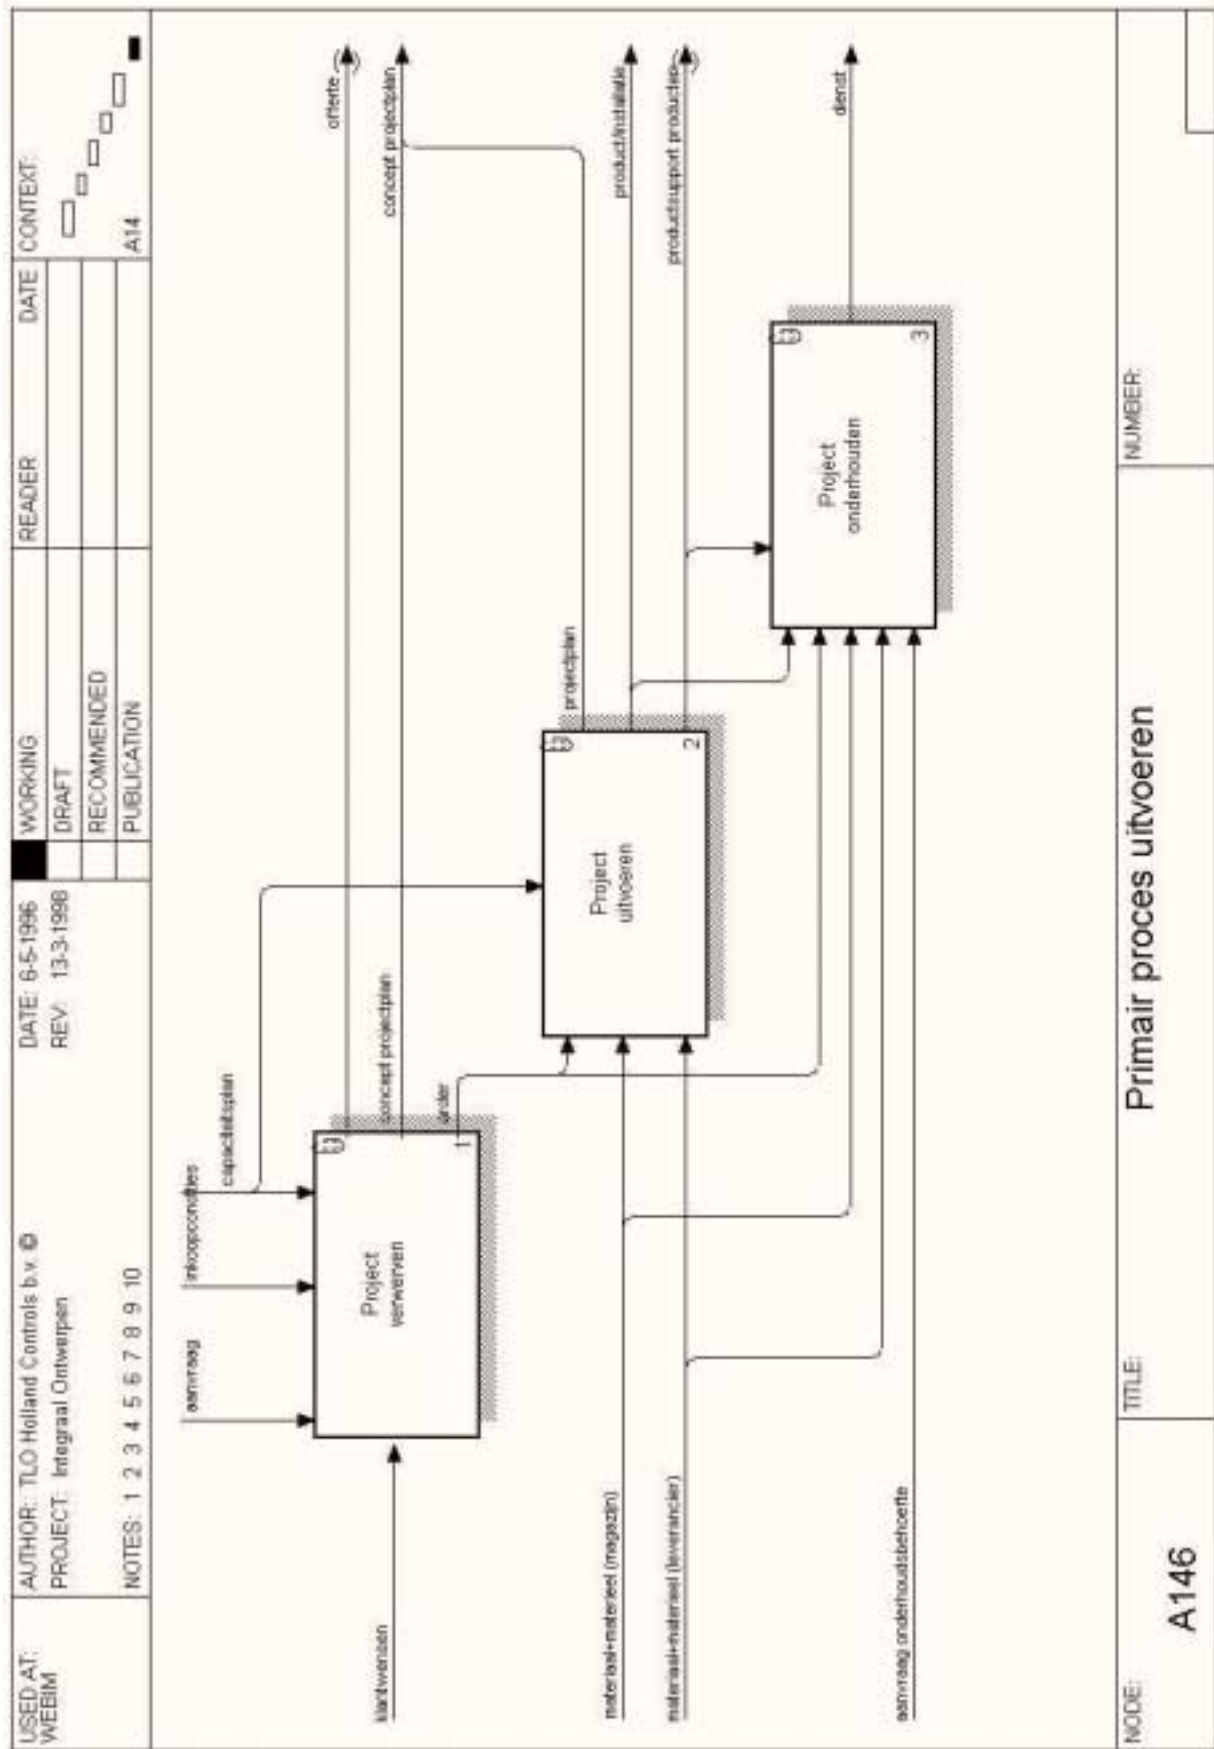 USED AT:
WEBIM
AUTHOR: TLO Holland Controls b.v. ©
PROJECT: Integraal Ontwerpen
NOTES: 1 2 3 4 5 6 7 8 9 10
DATE: 6-5-1996
REV: 13-3-1998
WORKING
DRAFT
RECOMMENDED
PUBLICATION
READER
DATE
CONTEXT:
A14
aanvraag
inkoopcondities
capaciteitsplan
offerte
concept projectplan
klantwensen
Project
verwerven
1
concept projectplan
order
projectplan
Project
uitvoeren
2
product/installatie
productsupport producten
materiaal+materieel (magazijn)
materiaal+materieel (leverancier)
Project
onderhouden
3
dienst
aanvraag onderhoudsbehoefte
NODE:
A146
TITLE:
Primair proces uitvoeren
NUMBER: